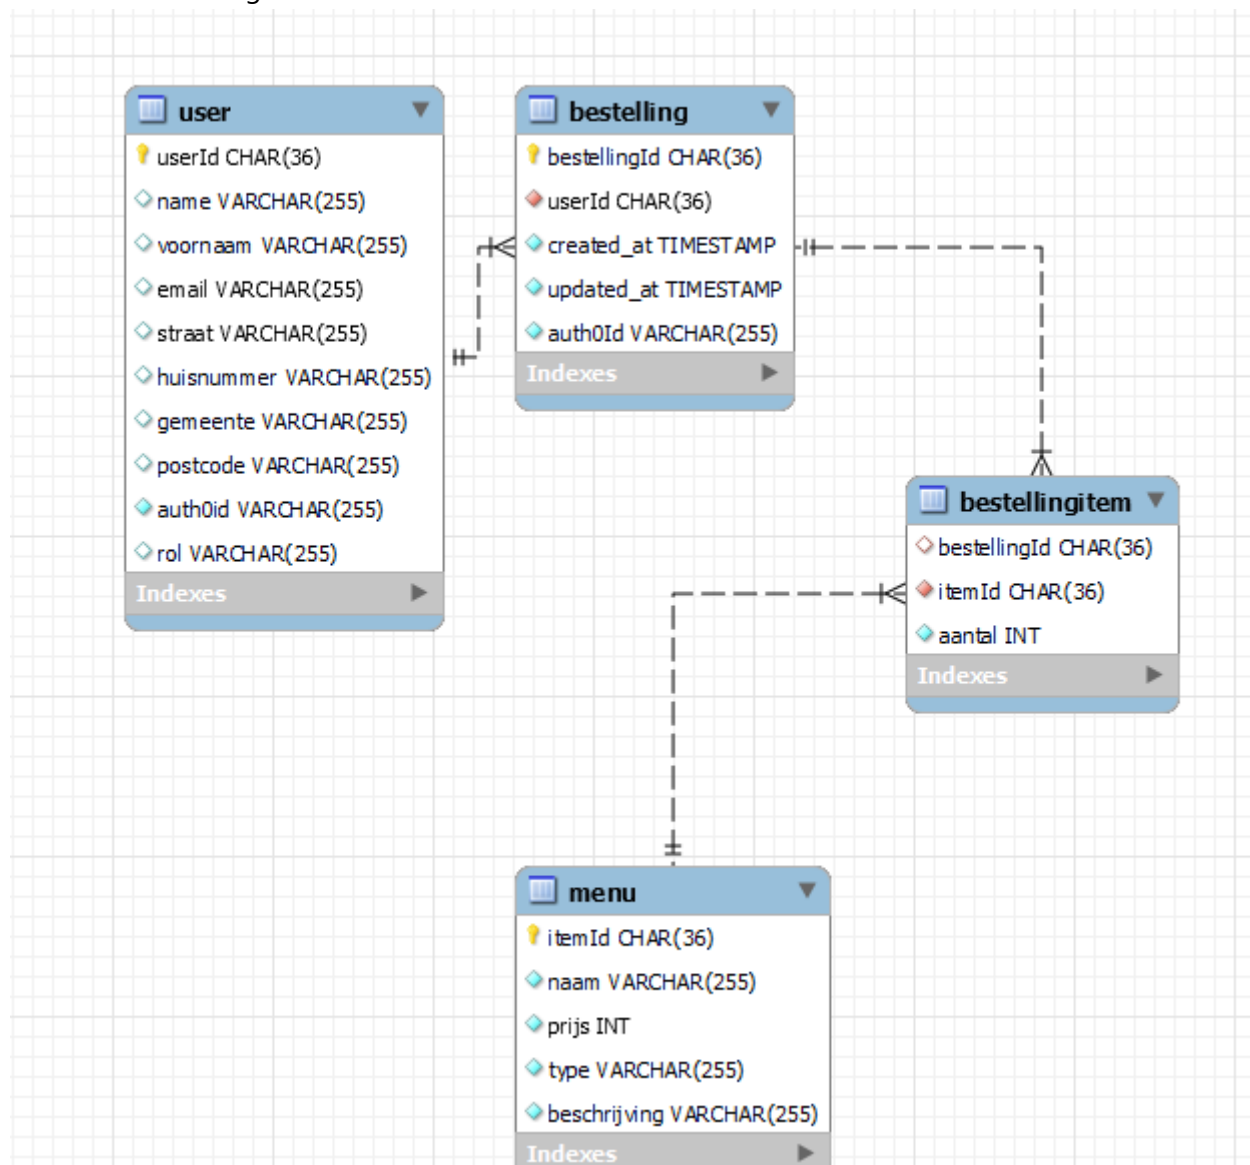 user
userId CHAR(36)
name VARCHAR(255)
voornaam VARCHAR(255)
email VARCHAR(255)
straat VARCHAR(255)
huisnummer VARCHAR(255)
gemeente VARCHAR(255)
postcode VARCHAR(255)
auth0id VARCHAR(255)
rol VARCHAR(255)
Indexes
bestelling
bestellingId CHAR(36)
userId CHAR(36)
created_at TIMESTAMP
updated_at TIMESTAMP
auth0Id VARCHAR(255)
Indexes
bestellingitem
bestellingId CHAR(36)
itemId CHAR(36)
aantal INT
Indexes
menu
itemId CHAR(36)
naam VARCHAR(255)
prijs INT
type VARCHAR(255)
beschrijving VARCHAR(255)
Indexes